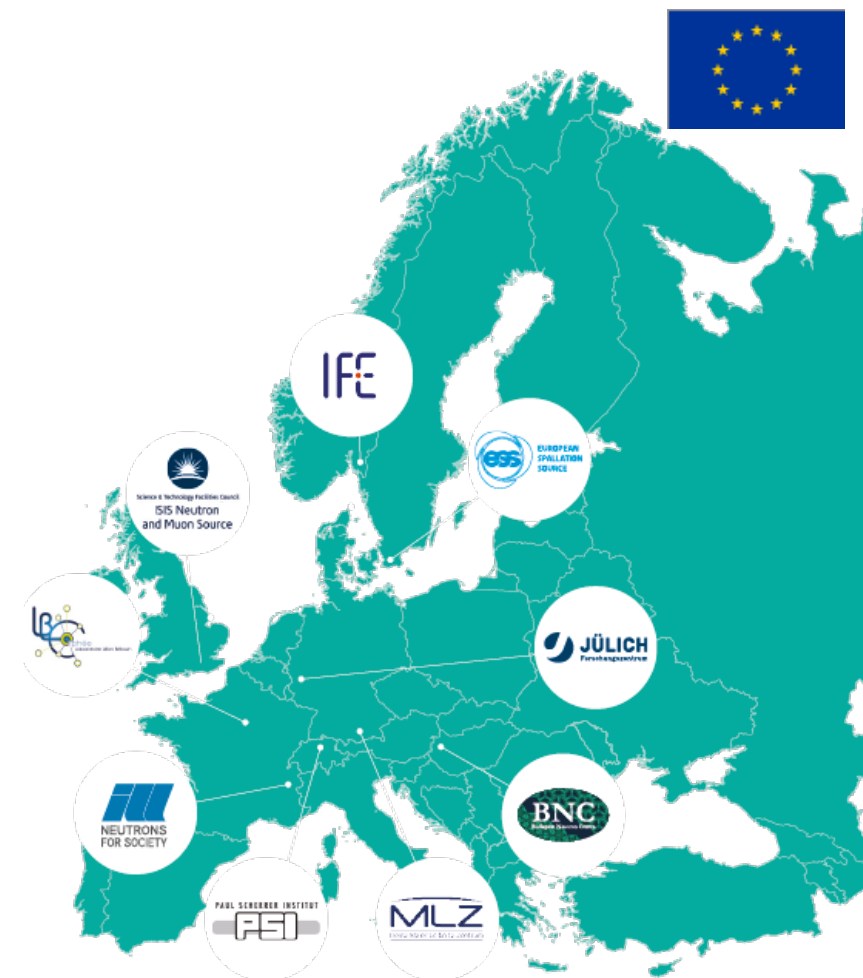 IFE
ess
EUROPEAN
SPALLATION
SOURCE
Science & Technology Facilities Council
ISIS Neutron
and Muon Source
JÜLICH
Forschungszentrum
NEUTRONS
FOR SOCIETY
BNC
Budapest Neutron Centre
PAUL SCHERRER INSTITUT
PSI
MLZ